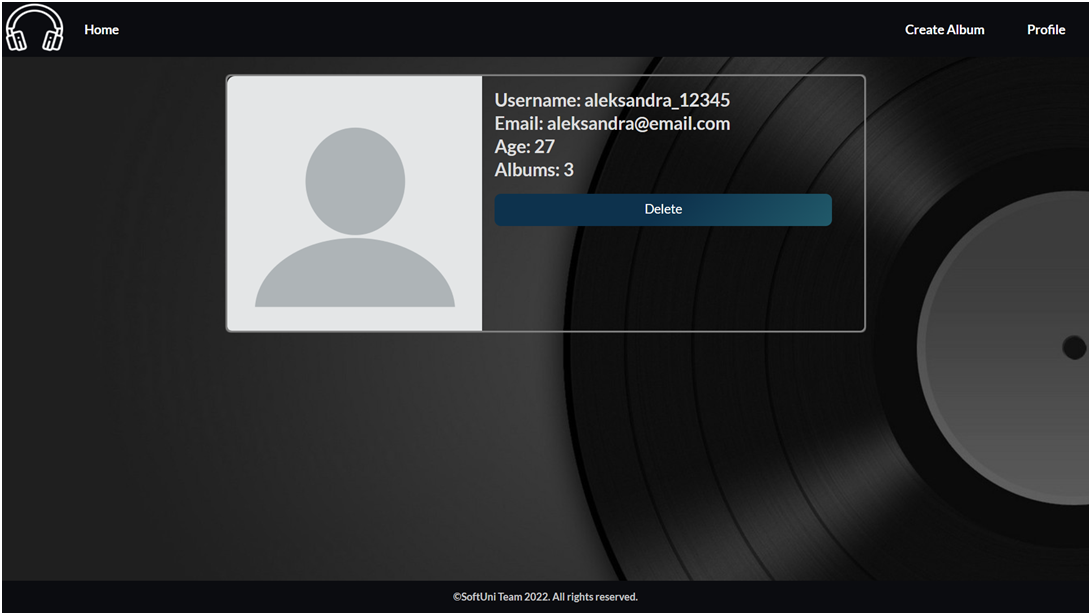 Home
Create Album
Profile
Username: aleksandra_12345
Email: aleksandra@email.com
Age: 27
Albums: 3
Delete
©SoftUni Team 2022. All rights reserved.